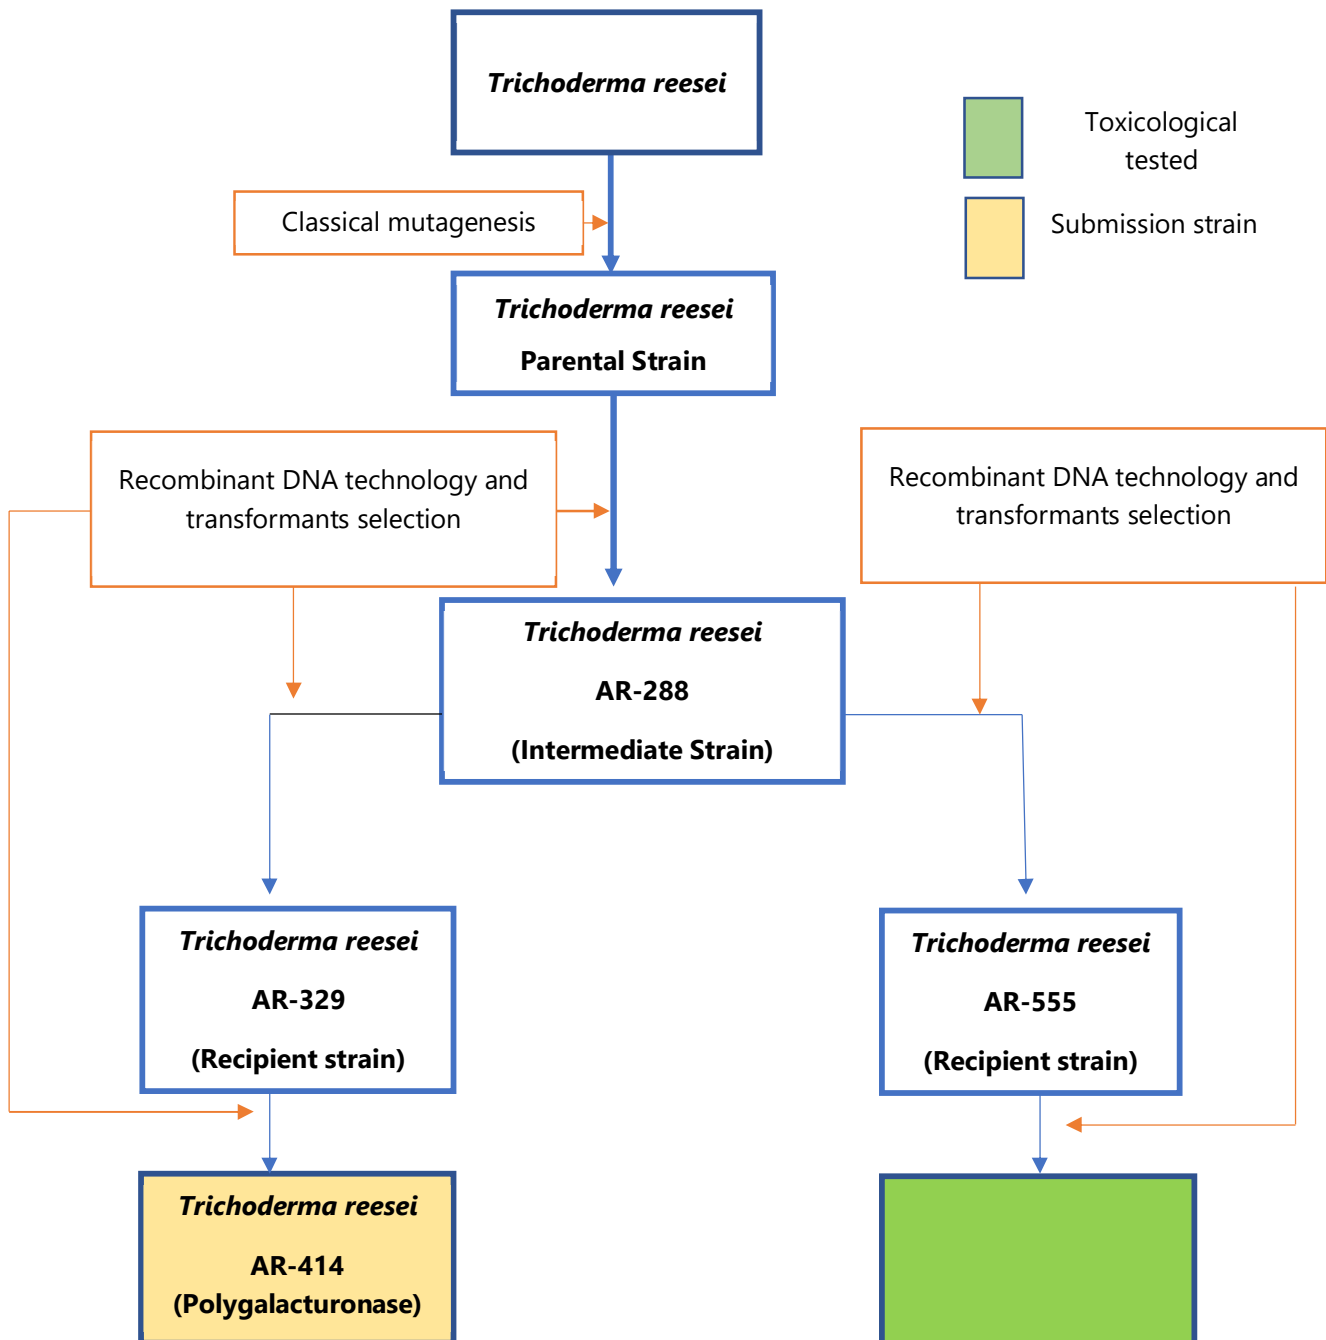 Trichoderma reesei
Toxicological
tested
Classical mutagenesis
Submission strain
Trichoderma reesei
Parental Strain
Recombinant DNA technology and
transformants selection
Recombinant DNA technology and
transformants selection
Trichoderma reesei
AR-288
(Intermediate Strain)
Trichoderma reesei
AR-329
(Recipient strain)
Trichoderma reesei
AR-555
(Recipient strain)
Trichoderma reesei
AR-414
(Polygalacturonase)